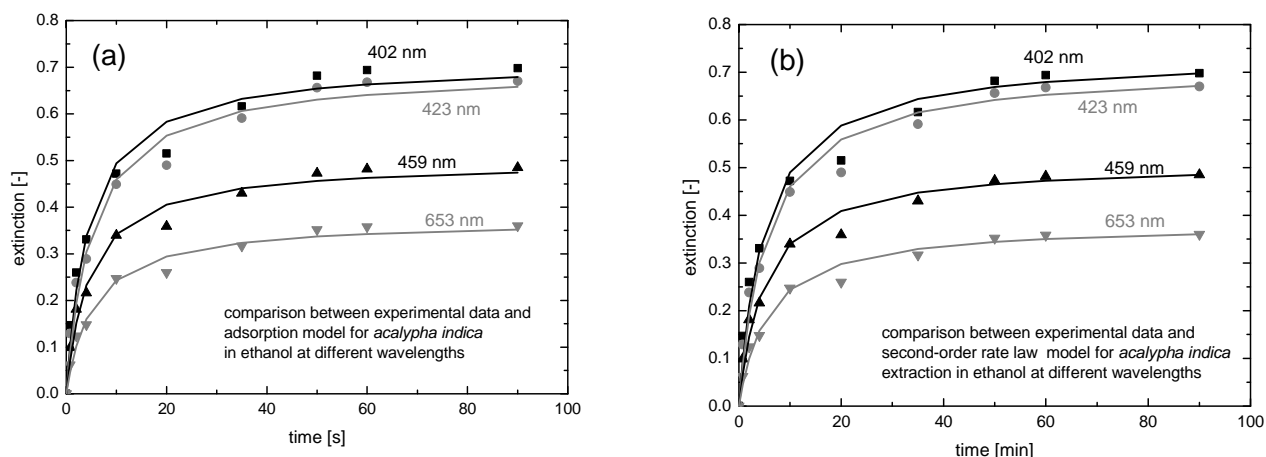 (a)
402 nm
423 nm
459 nm
653 nm
comparison between experimental data and
adsorption model for acalypha indica
in ethanol at different wavelengths
extinction [-]
0.8
0.7
0.6
0.5
0.4
0.3
0.2
0.1
0.0
0 20 40 60 80 100
time [s]
(b)
402 nm
423 nm
459 nm
653 nm
comparison between experimental data and
second-order rate law model for acalypha indica
extraction in ethanol at different wavelengths
extinction [-]
0.8
0.7
0.6
0.5
0.4
0.3
0.2
0.1
0.0
0 20 40 60 80 100
time [min]